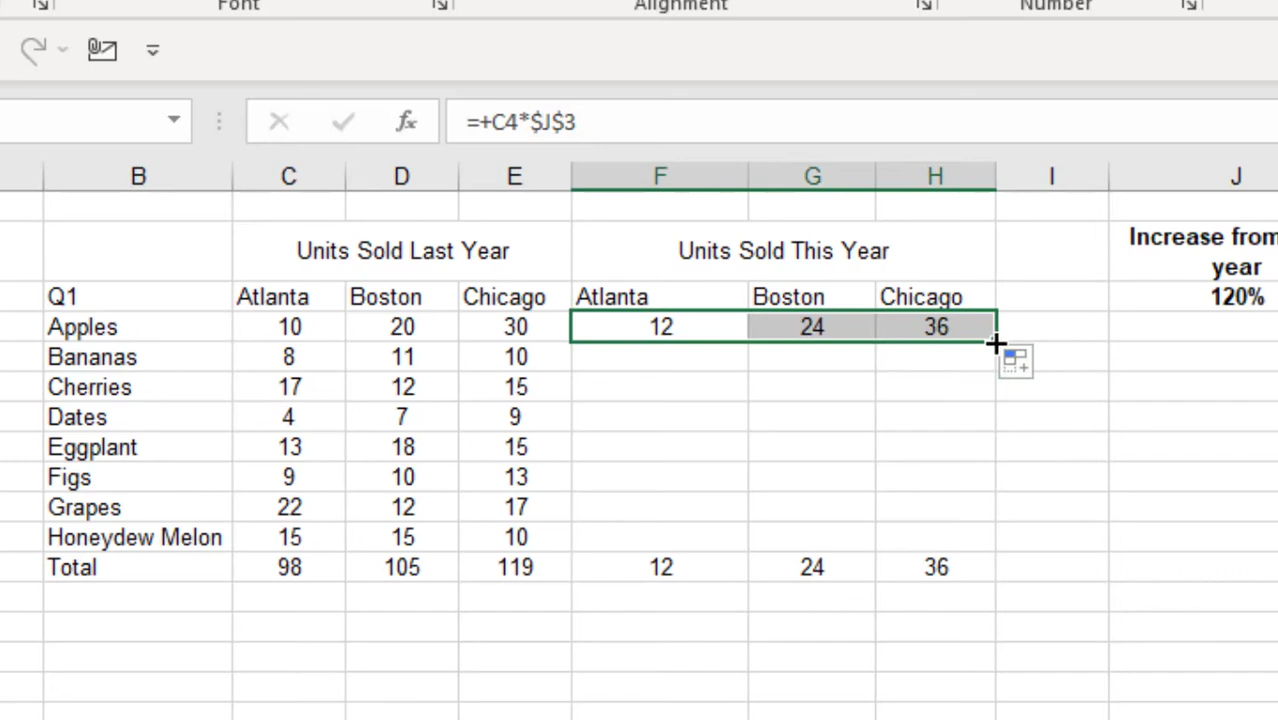 Font Alignment Number
=+C4*$J$3
B C D E F G H I J
Units Sold Last Year Units Sold This Year Increase from
year
Q1 Atlanta Boston Chicago Atlanta Boston Chicago 120%
Apples 10 20 30 12 24 36
Bananas 8 11 10
Cherries 17 12 15
Dates 4 7 9
Eggplant 13 18 15
Figs 9 10 13
Grapes 22 12 17
Honeydew Melon 15 15 10
Total 98 105 119 12 24 36